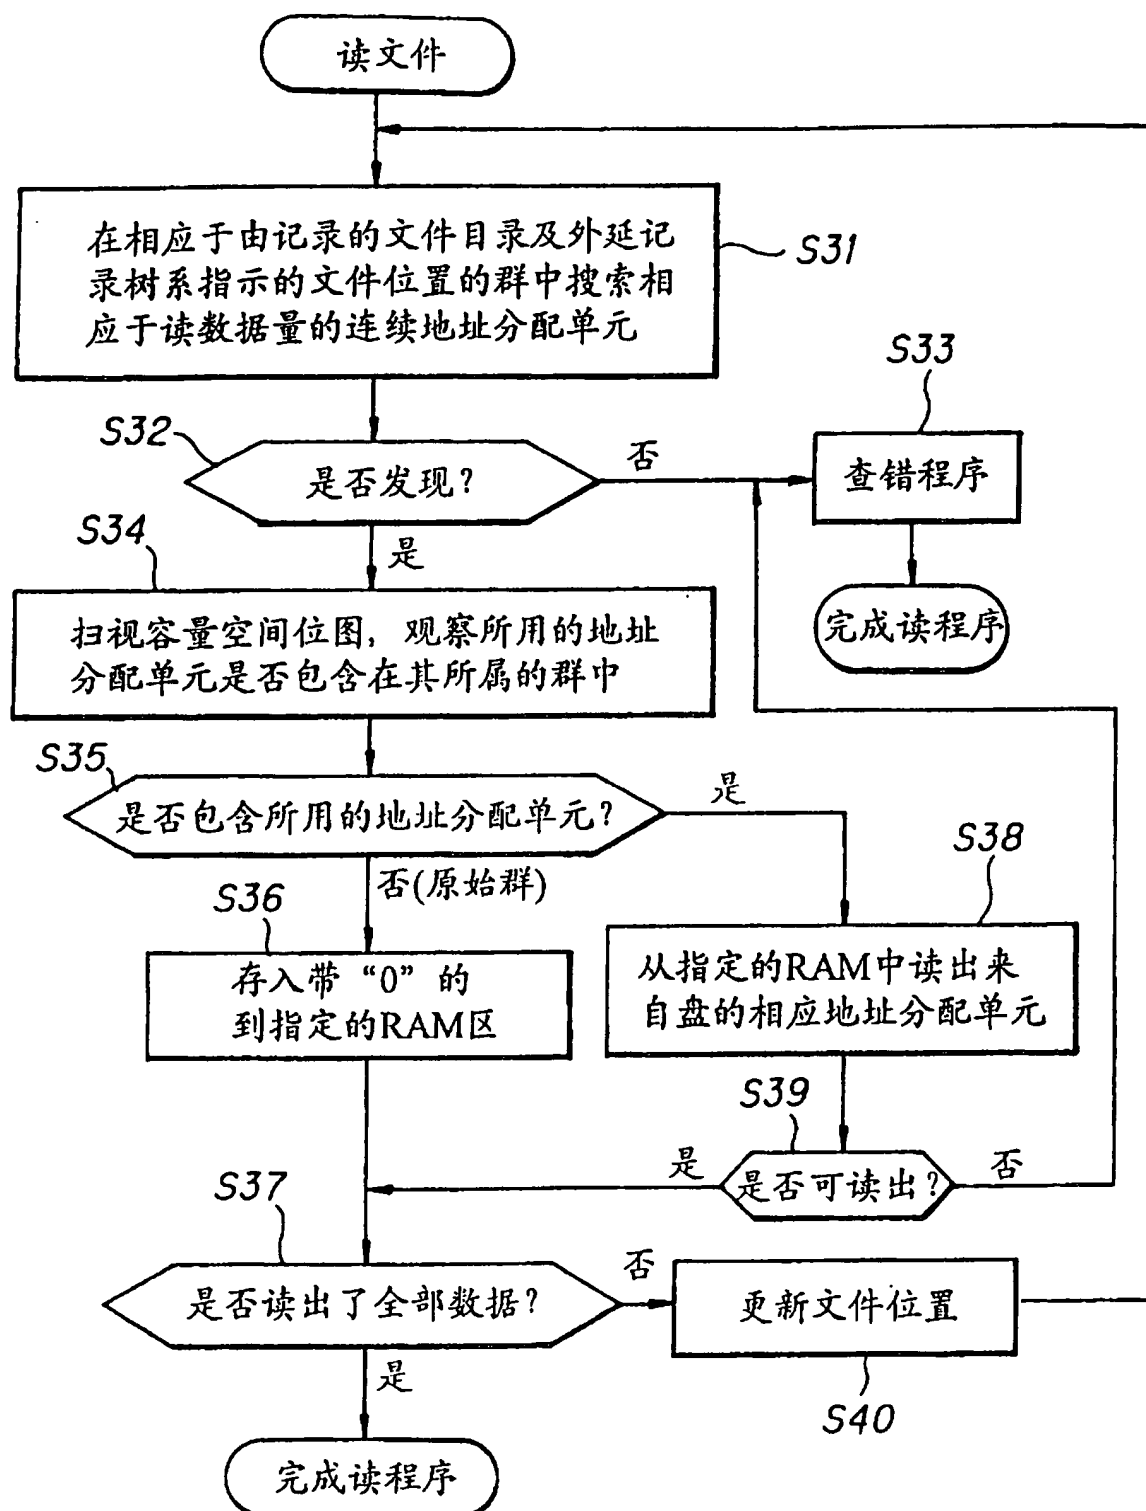 读文件
在相应于由记录的文件目录及外延记
录树系指示的文件位置的群中搜索相
应于读数据量的连续地址分配单元
S31
S32
是否发现?
否
是
S33
查错程序
完成读程序
S34
扫视容量空间位图, 观察所用的地址
分配单元是否包含在其所属的群中
S35
是否包含所用的地址分配单元?
是
否(原始群)
S36
存入带“0”的
到指定的RAM区
S38
从指定的RAM中读出来
自盘的相应地址分配单元
S39
是否可读出?
是
否
S37
是否读出了全部数据?
否
是
更新文件位置
S40
完成读程序